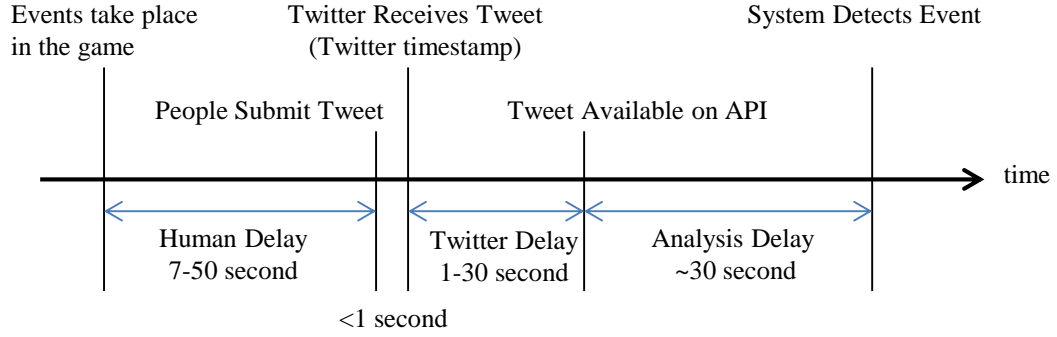 Events take place
in the game
Twitter Receives Tweet
(Twitter timestamp)
System Detects Event
People Submit Tweet
Tweet Available on API
time
Human Delay
7-50 second
Twitter Delay
1-30 second
Analysis Delay
~30 second
<1 second